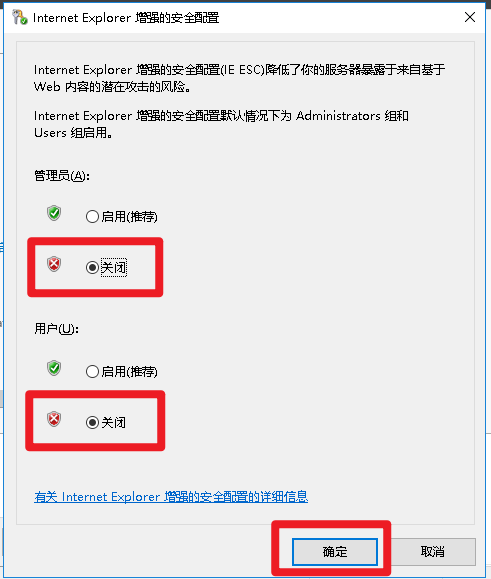 Internet Explorer 增强的安全配置
Internet Explorer 增强的安全配置(IE ESC)降低了你的服务器暴露于来自基于
Web 内容的潜在攻击的风险。
Internet Explorer 增强的安全配置默认情况下为 Administrators 组和
Users 组启用。
管理员(A):
启用(推荐)
关闭
用户(U):
启用(推荐)
关闭
有关 Internet Explorer 增强的安全配置的详细信息
确定
取消